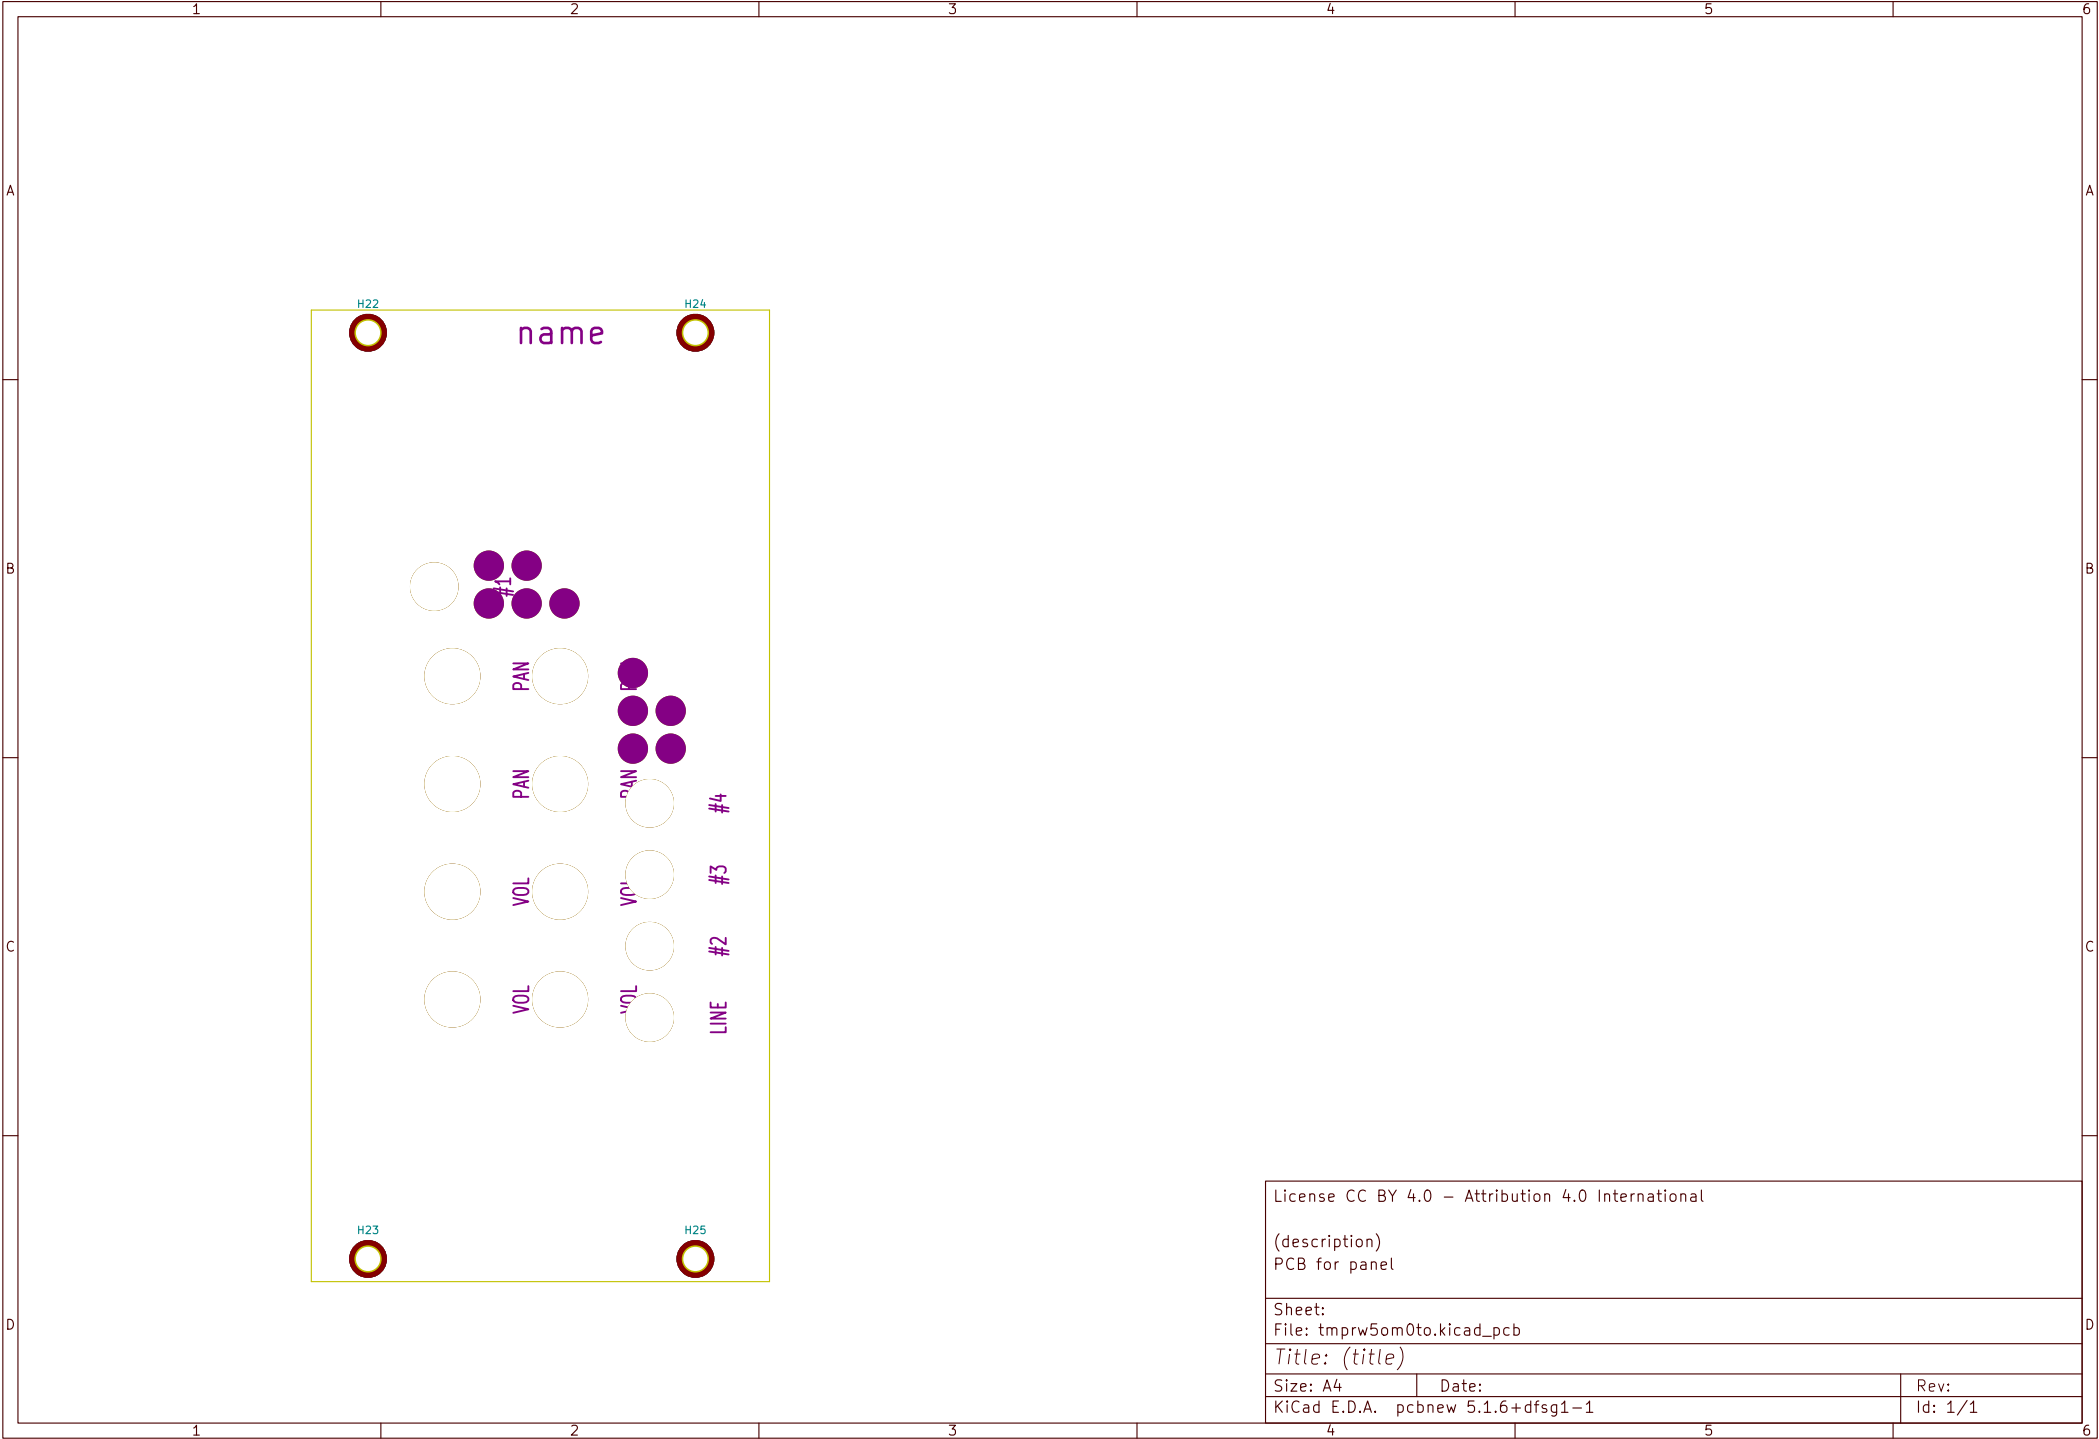 1 2 3 4 5 6
A A
H22 H24
name
B B
#1
PAN
PAN PAN
#4
VOL VOL
#3
C C
#2
VOL VOL
LINE
License CC BY 4.0 – Attribution 4.0 International
(description)
PCB for panel
H23 H25
Sheet:
File: tmprw5om0to.kicad_pcb
D D
Title: (title)
Size: A4 Date: Rev:
KiCad E.D.A. pcbnew 5.1.6+dfsg1-1 Id: 1/1
1 2 3 4 5 6